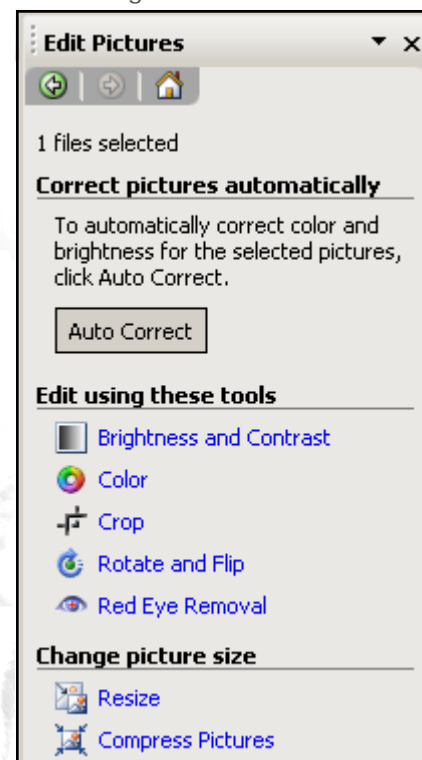 Edit Pictures
1 files selected
Correct pictures automatically
To automatically correct color and
brightness for the selected pictures,
click Auto Correct.
Auto Correct
Edit using these tools
Brightness and Contrast
Color
Crop
Rotate and Flip
Red Eye Removal
Change picture size
Resize
Compress Pictures